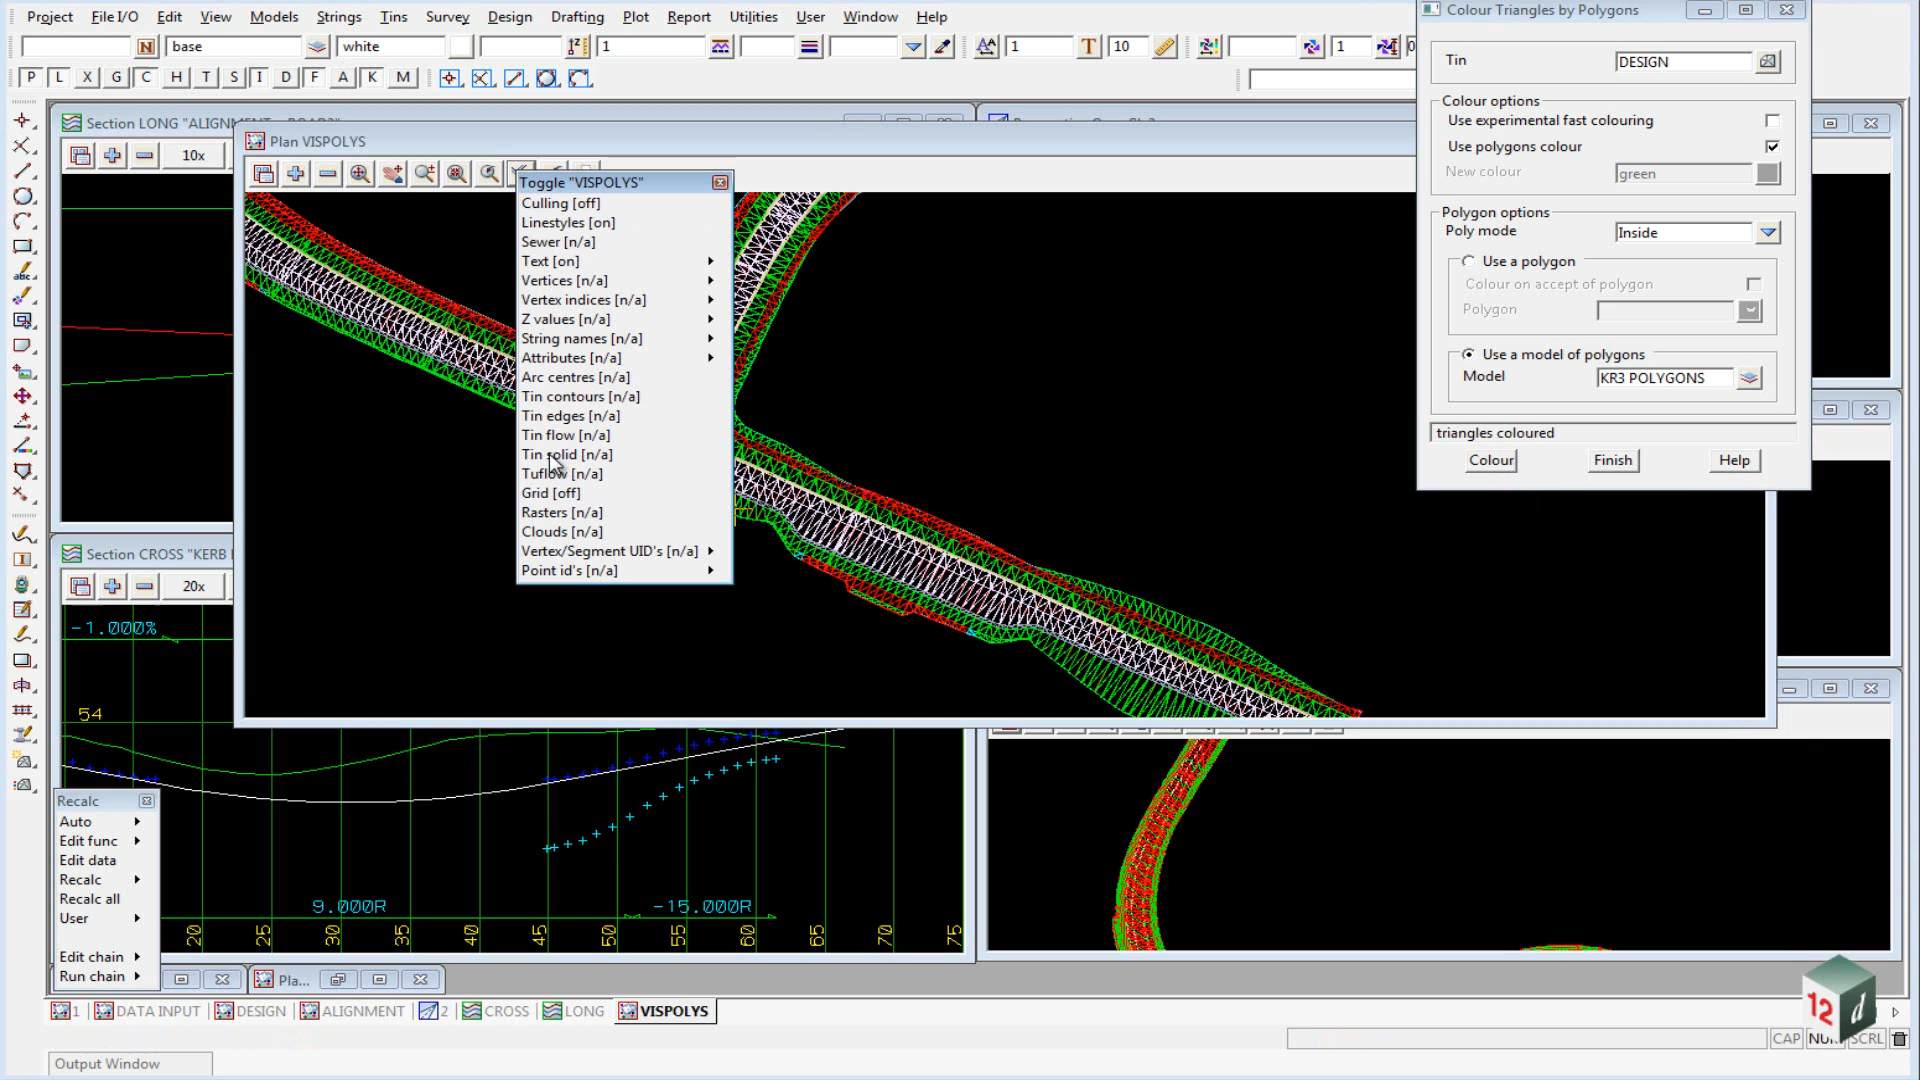 Project File I/O Edit View Models Strings Tins Survey Design Drafting Plot Report Utilities User Window Help
N base white 1 T 10 1 0
P L X G C H T S I D F A K M
Section LONG "ALIGNM
10x
Plan VISPOLYS
Toggle "VISPOLYS"
Culling [off]
Linestyles [on]
Sewer [n/a]
Text [on]
Vertices [n/a]
Vertex indices [n/a]
Z values [n/a]
String names [n/a]
Attributes [n/a]
Arc centres [n/a]
Tin contours [n/a]
Tin edges [n/a]
Tin flow [n/a]
Tin solid [n/a]
Tuflow [n/a]
Grid [off]
Rasters [n/a]
Clouds [n/a]
Vertex/Segment UID's [n/a]
Point id's [n/a]
Colour Triangles by Polygons
Tin DESIGN
Colour options
Use experimental fast colouring
Use polygons colour
New colour green
Polygon options
Poly mode Inside
Use a polygon
Colour on accept of polygon
Polygon
Use a model of polygons
Model KR3 POLYGONS
triangles coloured
Colour Finish Help
Section CROSS "KERB
20x
-1.000%
54
9.000R -15.000R
20 25 30 35 40 45 50 55 60 65 70 75
Recalc
Auto
Edit func
Edit data
Recalc
Recalc all
User
Edit chain
Run chain
Pla...
1 DATA INPUT DESIGN ALIGNMENT 2 CROSS LONG VISPOLYS
12 d
CAP NUM SCRL
Output Window